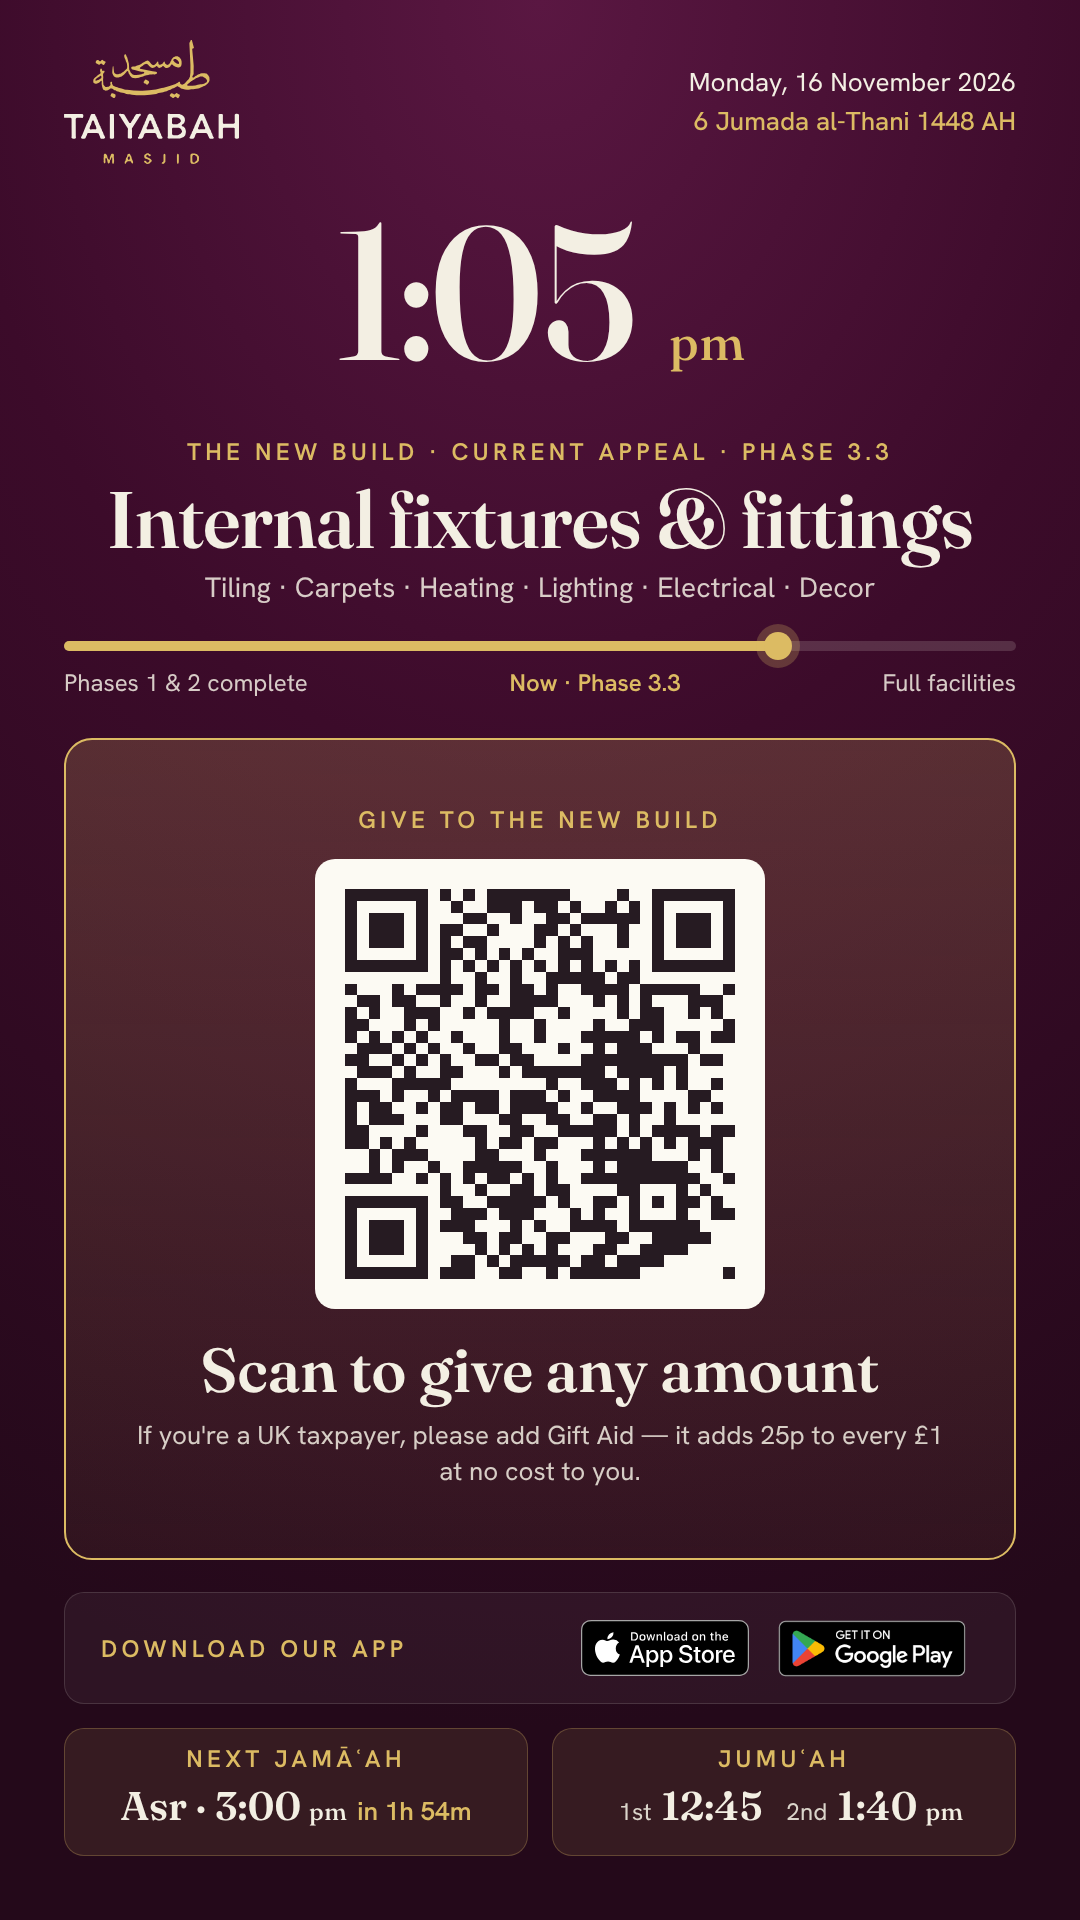 مسجد طيبة
TAIYABAH
MASJID
Monday, 16 November 2026
6 Jumada al-Thani 1448 AH
1:05 pm
THE NEW BUILD · CURRENT APPEAL · PHASE 3.3
Internal fixtures & fittings
Tiling · Carpets · Heating · Lighting · Electrical · Decor
Phases 1 & 2 complete
Now · Phase 3.3
Full facilities
GIVE TO THE NEW BUILD
Scan to give any amount
If you're a UK taxpayer, please add Gift Aid — it adds 25p to every £1
at no cost to you.
DOWNLOAD OUR APP
Download on the
App Store
GET IT ON
Google Play
NEXT JAMĀʿAH
Asr · 3:00 pm in 1h 54m
JUMUʿAH
1st 12:45 2nd 1:40 pm